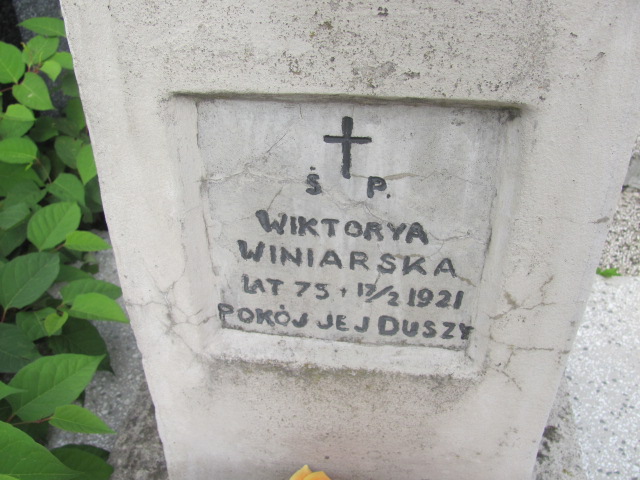 Ś P.
WIKTORYA
WINIARSKA
LAT 75 + 17/2 1921
POKÓJ JEJ DUSZY